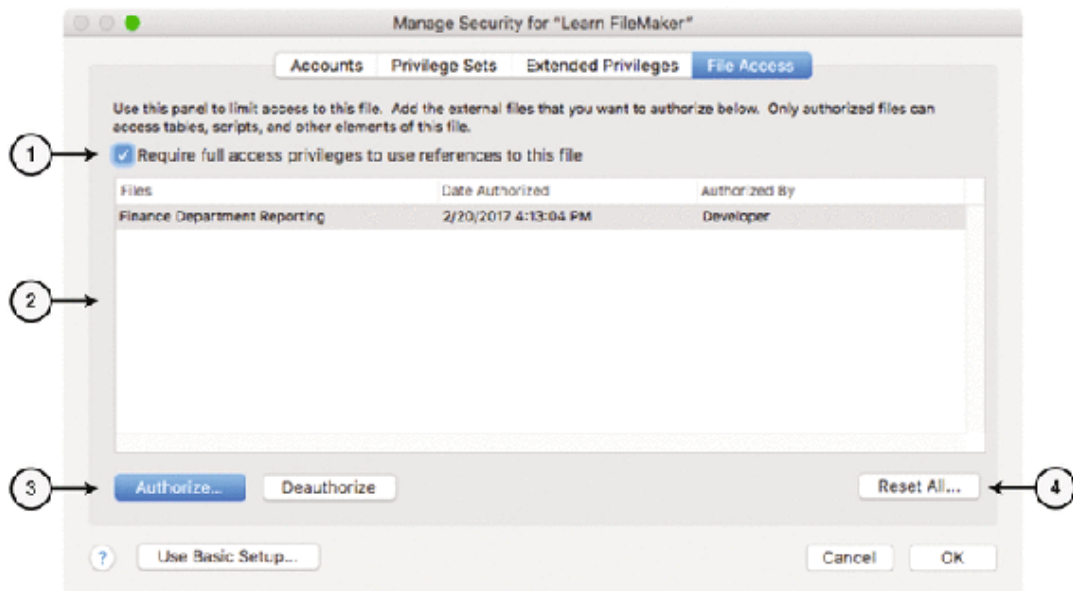 Manage Security for "Learn FileMaker"
Accounts Privilege Sets Extended Privileges File Access
Use this panel to limit access to this file. Add the external files that you want to authorize below. Only authorized files can
access tables, scripts, and other elements of this file.
1 Require full access privileges to use references to this file
Files Date Authorized Authorized By
Finance Department Reporting 2/20/2017 4:13:04 PM Developer
2
3 Authorize... Deauthorize Reset All... 4
? Use Basic Setup... Cancel OK